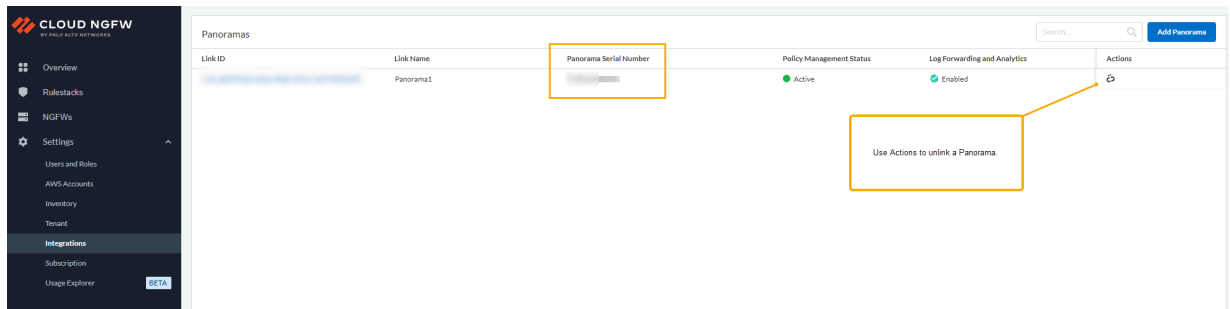 CLOUD NGFW
BY PALO ALTO NETWORKS
Overview
Rulestacks
NGFWs
Settings
Users and Roles
AWS Accounts
Inventory
Tenant
Integrations
Subscription
Usage Explorer BETA
Panoramas Search... Add Panorama
Link ID Link Name Panorama Serial Number Policy Management Status Log Forwarding and Analytics Actions
Panorama1 Active Enabled
Use Actions to unlink a Panorama.